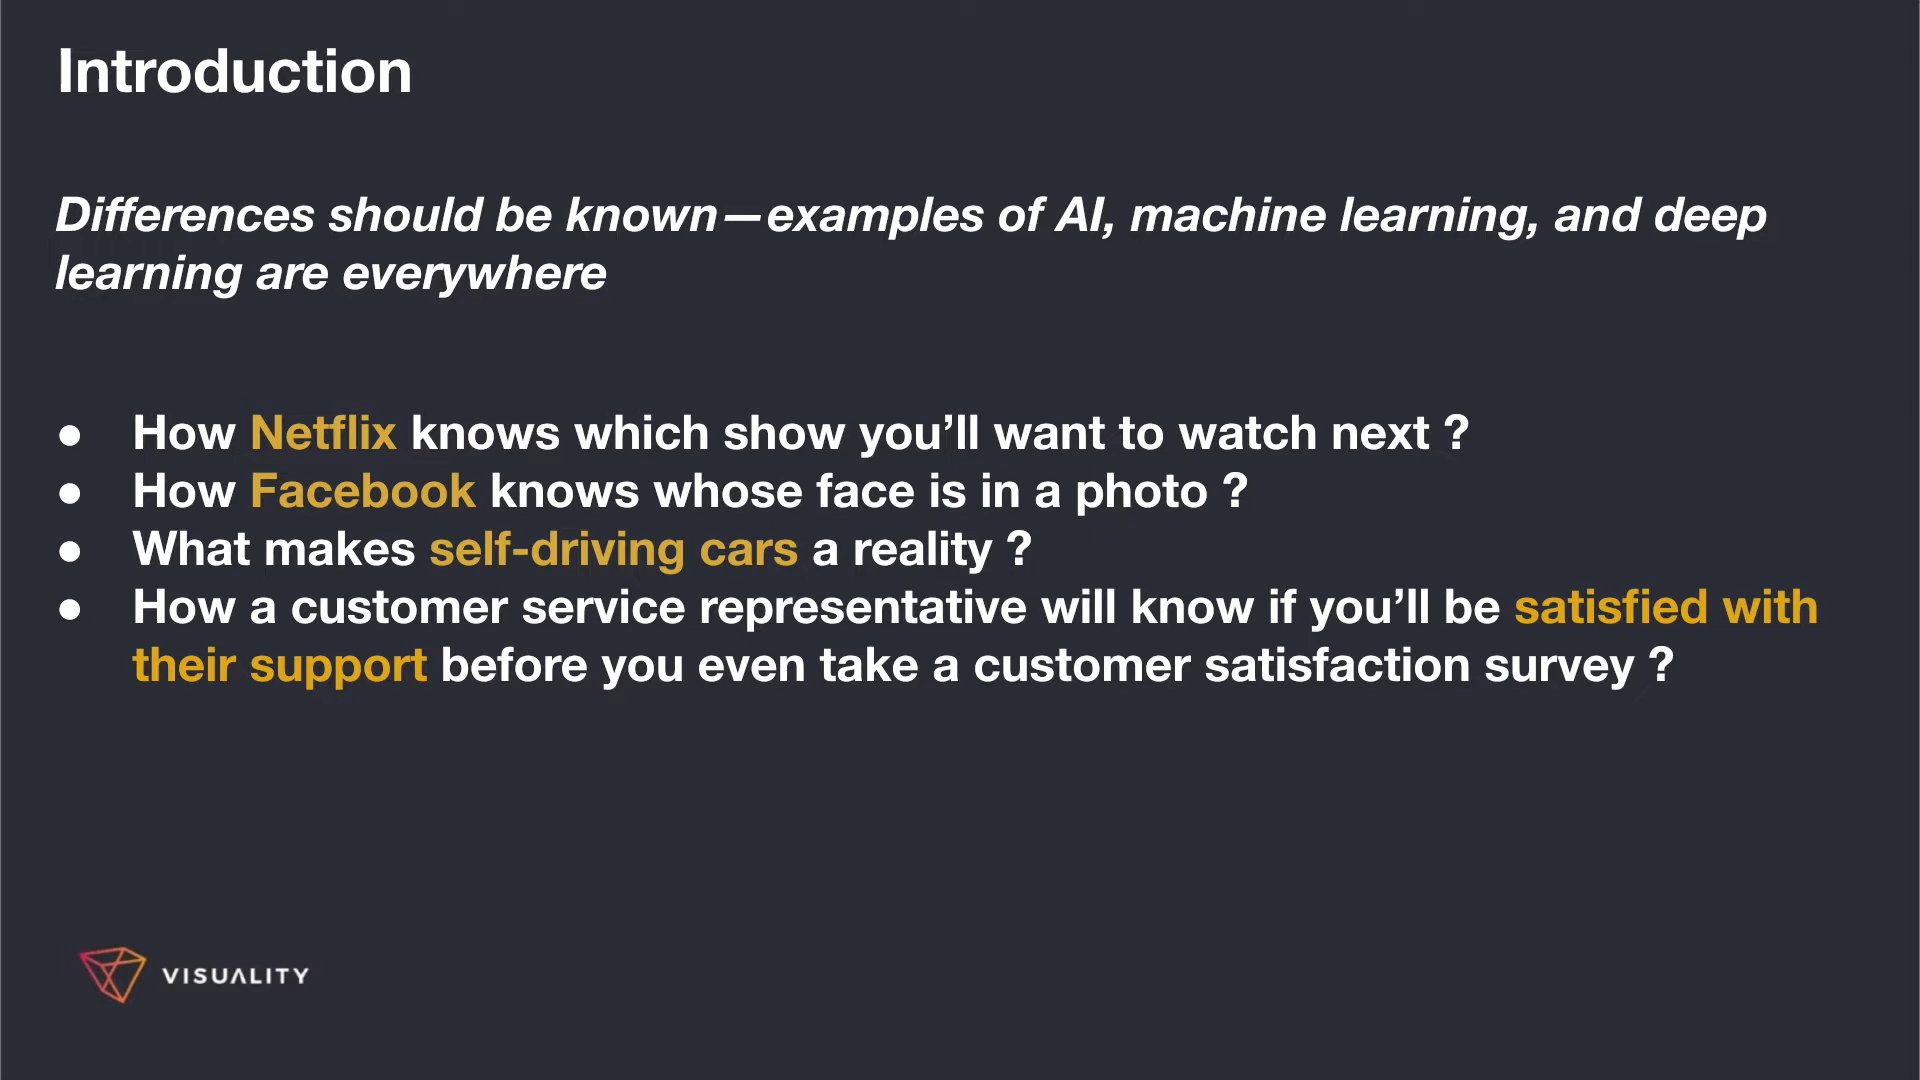 Introduction
Differences should be known—examples of AI, machine learning, and deep
learning are everywhere
● How Netflix knows which show you’ll want to watch next ?
● How Facebook knows whose face is in a photo ?
● What makes self-driving cars a reality ?
● How a customer service representative will know if you’ll be satisfied with
their support before you even take a customer satisfaction survey ?
VISUALITY